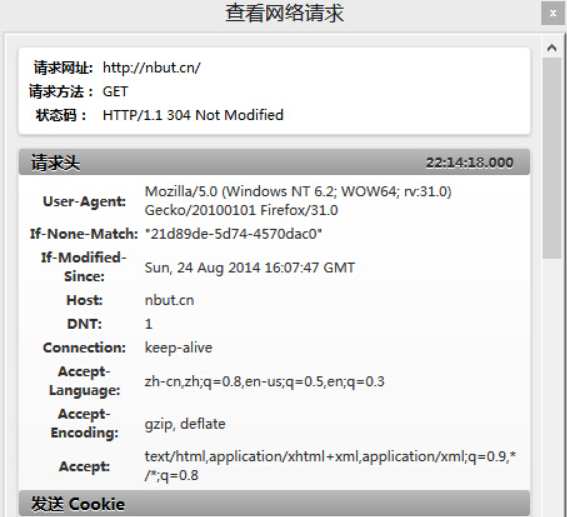 查看网络请求
x
请求网址: http://nbut.cn/
请求方法： GET
状态码： HTTP/1.1 304 Not Modified
请求头 22:14:18.000
User-Agent: Mozilla/5.0 (Windows NT 6.2; WOW64; rv:31.0)
Gecko/20100101 Firefox/31.0
If-None-Match: "21d89de-5d74-4570dac0"
If-Modified-
Since: Sun, 24 Aug 2014 16:07:47 GMT
Host: nbut.cn
DNT: 1
Connection: keep-alive
Accept-
Language: zh-cn,zh;q=0.8,en-us;q=0.5,en;q=0.3
Accept-
Encoding: gzip, deflate
Accept: text/html,application/xhtml+xml,application/xml;q=0.9,*
/*;q=0.8
发送 Cookie